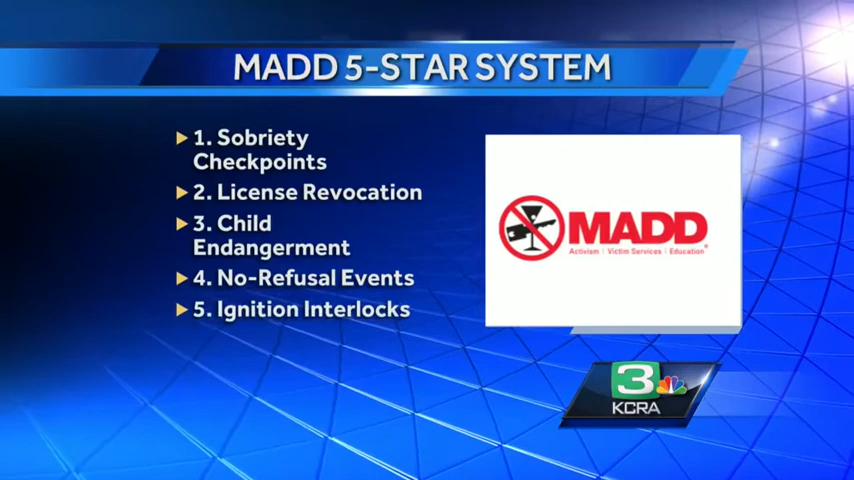 MADD 5-STAR SYSTEM
1. Sobriety
Checkpoints
2. License Revocation
3. Child
Endangerment
4. No-Refusal Events
5. Ignition Interlocks
MADD®
Activism | Victim Services | Education
3
KCRA